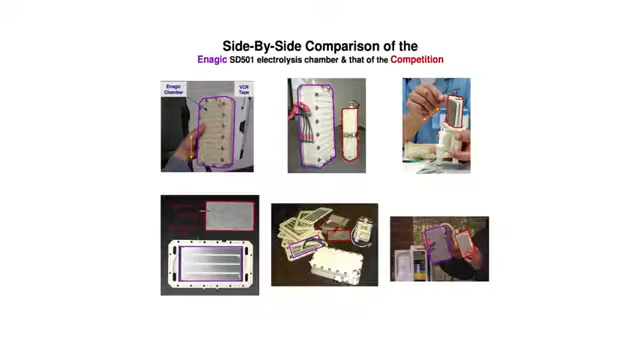 Side-By-Side Comparison of the
Enagic SD501 electrolysis chamber & that of the Competition
Enagic
Chamber
VCR
Tape